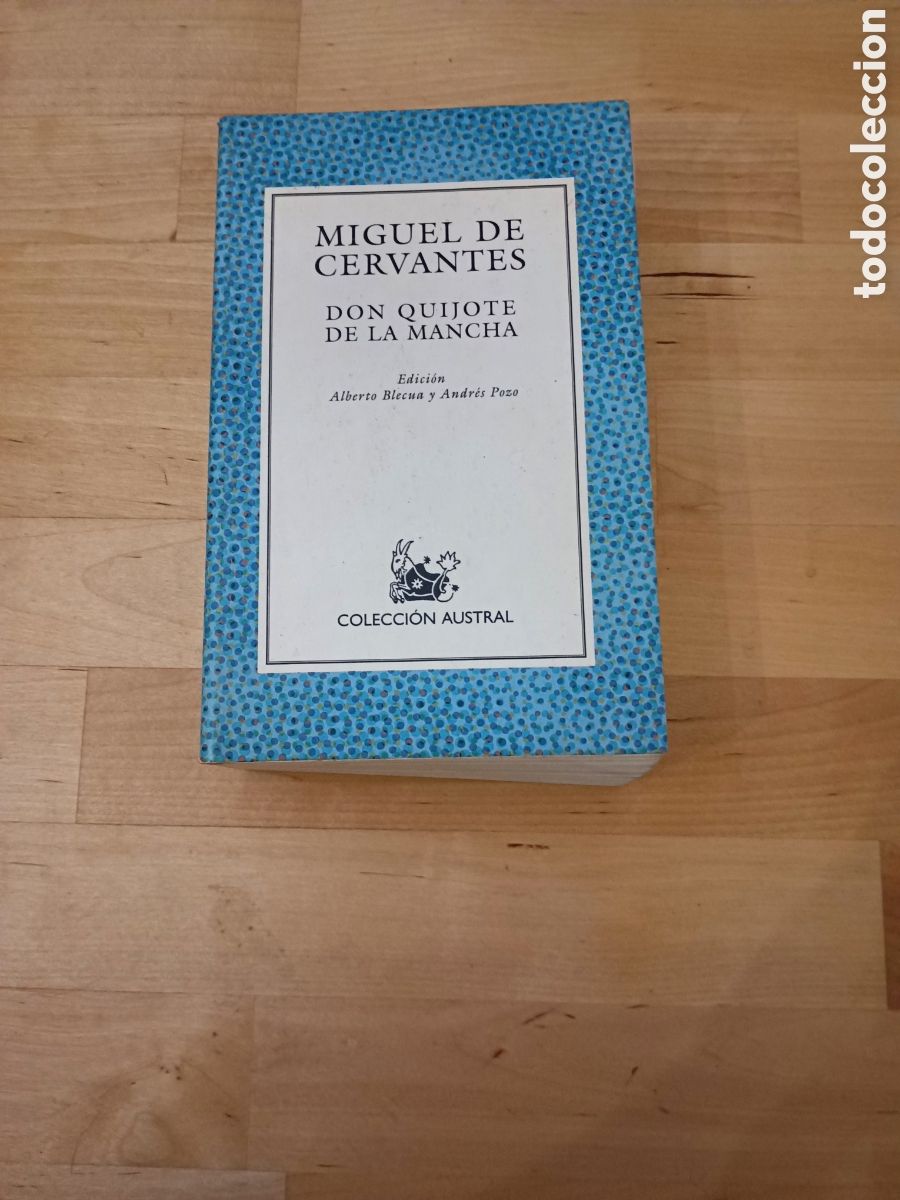 MIGUEL DE
CERVANTES
DON QUIJOTE
DE LA MANCHA
Edición
Alberto Blecua y Andrés Pozo
COLECCIÓN AUSTRAL
todocoleccion